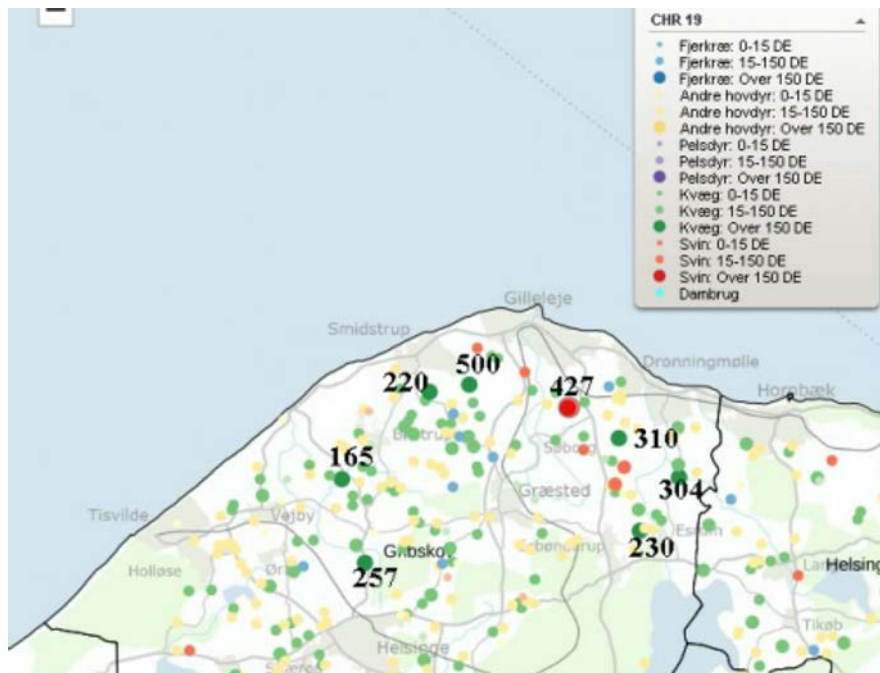 CHR 19
Fjerkræ: 0-15 DE
Fjerkræ: 15-150 DE
Fjerkræ: Over 150 DE
Andre hovdyr: 0-15 DE
Andre hovdyr: 15-150 DE
Andre hovdyr: Over 150 DE
Pelsdyr: 0-15 DE
Pelsdyr: 15-150 DE
Pelsdyr: Over 150 DE
Kvæg: 0-15 DE
Kvæg: 15-150 DE
Kvæg: Over 150 DE
Svin: 0-15 DE
Svin: 15-150 DE
Svin: Over 150 DE
Dambrug
Gilleleje
Smidstrup
Dronningmølle
Hornbæk
500
220
427
310
165
Søborg
304
Græsted
Tisvilde
Vejby
230
257
Holløse
Helsinge
Tikøb